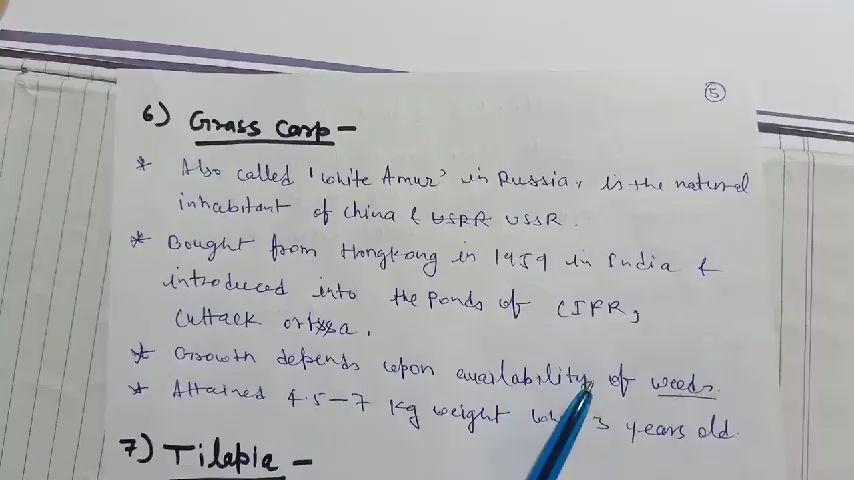 5
6) Grass Carp -
* Also called 'White Amur' in Russia, is the natural
inhabitant of China & USSR USSR.
* Bought from Hongkong in 1959 in India &
introduced into the ponds of CIFR,
Cuttack orissa.
* Growth depends upon availability of weeds.
* Attained 4.5-7 Kg weight 3 years old.
7) Tilapia -